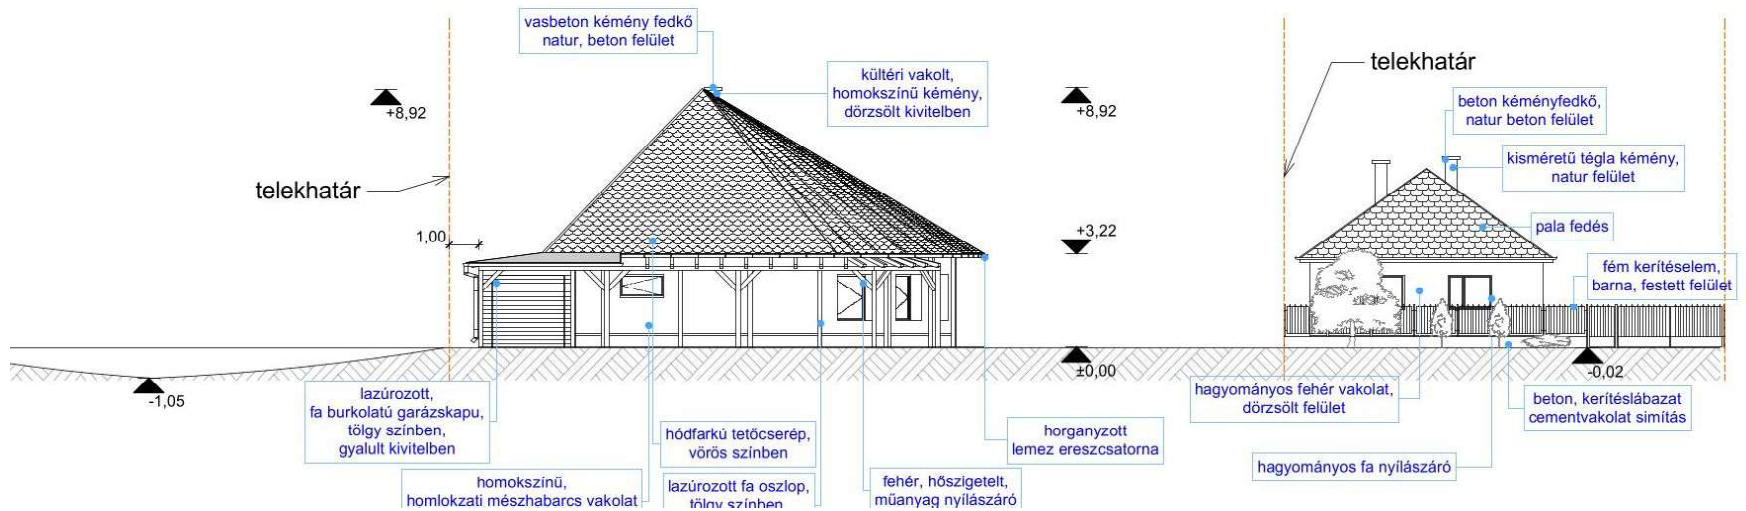 vasbeton kémény fedkő
natur, beton felület
kültéri vakolt,
homokszínű kémény,
dörzsölt kivitelben
telekhatár
beton kéményfedkő,
natur beton felület
+8,92
+8,92
kisméretű tégla kémény,
natur felület
telekhatár
pala fedés
1,00
+3,22
fém kerítéselem,
barna, festett felület
±0,00
-0,02
-1,05
lazúrozott,
fa burkolatú garázskapu,
tölgy színben,
gyalult kivitelben
hagyományos fehér vakolat,
dörzsölt felület
beton, kerítéslábazat
cementvakolat simítás
hódfarkú tetőcserép,
vörös színben
horganyzott
lemez ereszcsatorna
hagyományos fa nyílászáró
homokszínű,
homlokzati mészhabarcs vakolat
lazúrozott fa oszlop,
tölgy színben
fehér, hőszigetelt,
műanyag nyílászáró